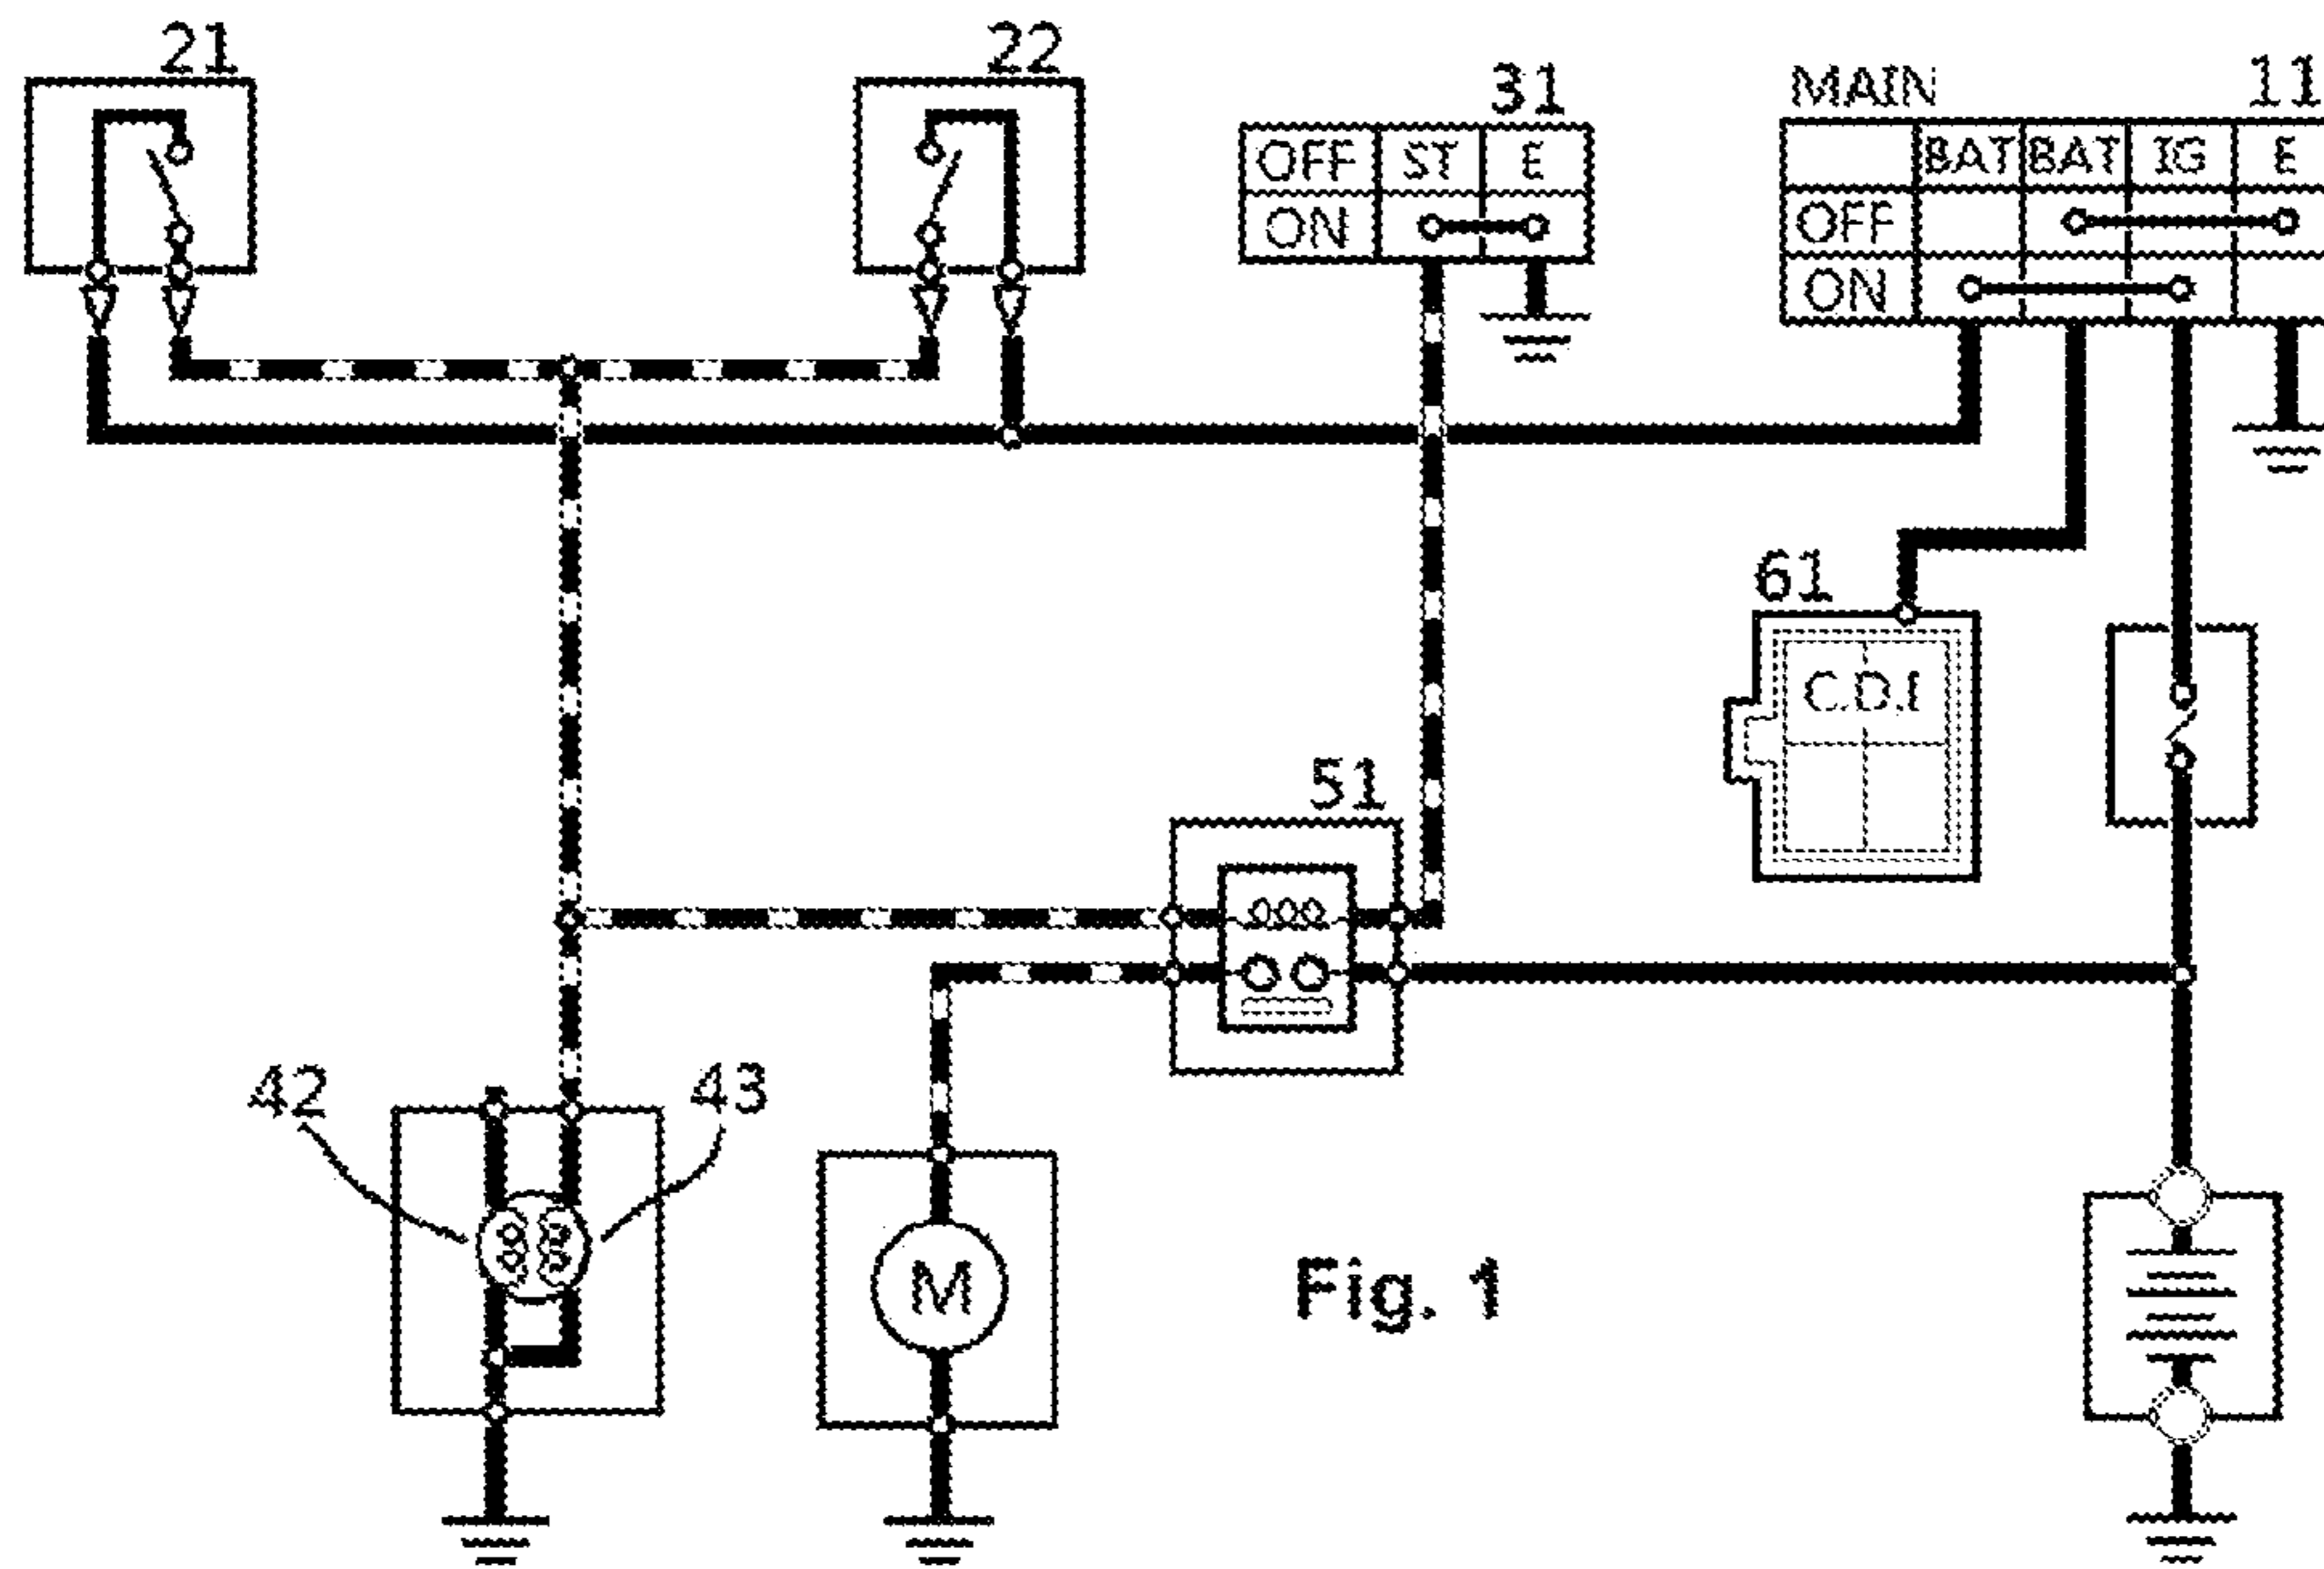 21
22
31
MAIN
11
OFF ST E
ON
BAT BAT IG E
OFF
ON
61
C.D.I
51
42
43
M
Fig. 1